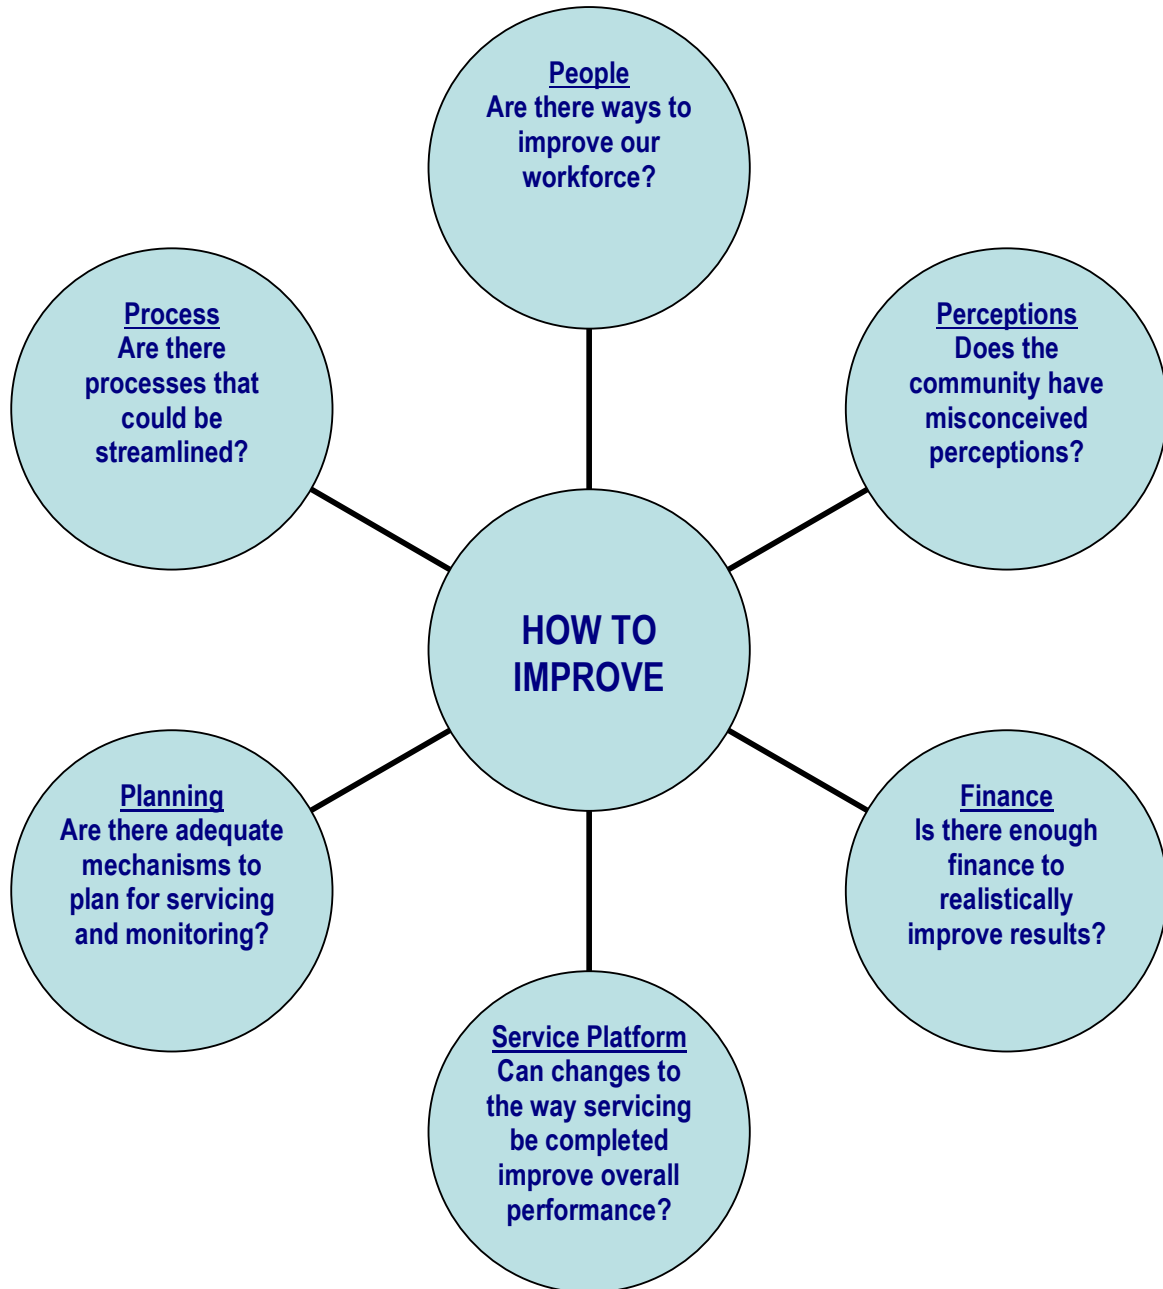 People
Are there ways to
improve our
workforce?
Process
Are there
processes that
could be
streamlined?
Perceptions
Does the
community have
misconceived
perceptions?
HOW TO
IMPROVE
Planning
Are there adequate
mechanisms to
plan for servicing
and monitoring?
Finance
Is there enough
finance to
realistically
improve results?
Service Platform
Can changes to
the way servicing
be completed
improve overall
performance?